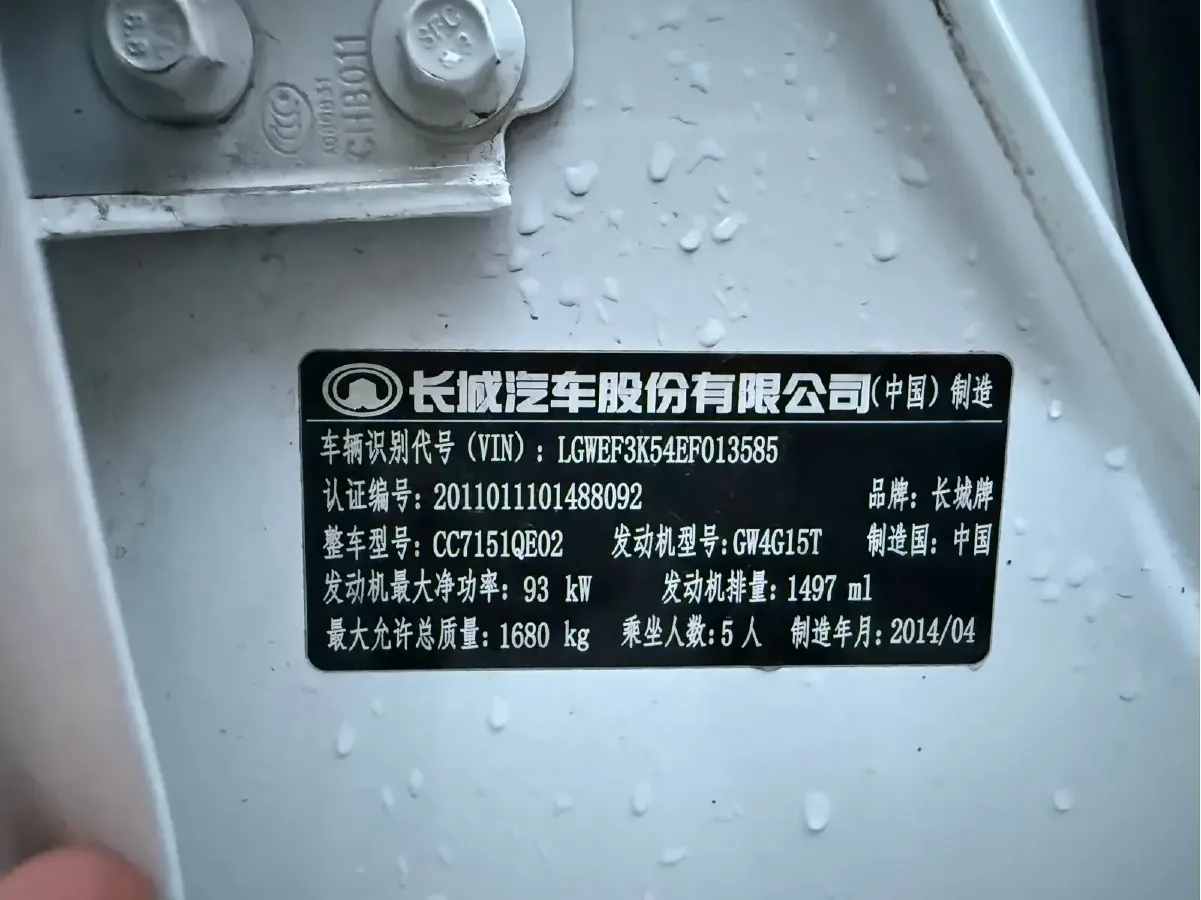 8.8
SFC
CHB011
长城汽车股份有限公司(中国)制造
车辆识别代号(VIN): LGWEF3K54EF013585
认证编号: 2011011101488092 品牌: 长城牌
整车型号: CC7151QE02 发动机型号: GW4G15T 制造国: 中国
发动机最大净功率: 93 kW 发动机排量: 1497 ml
最大允许总质量: 1680 kg 乘坐人数: 5人 制造年月: 2014/04